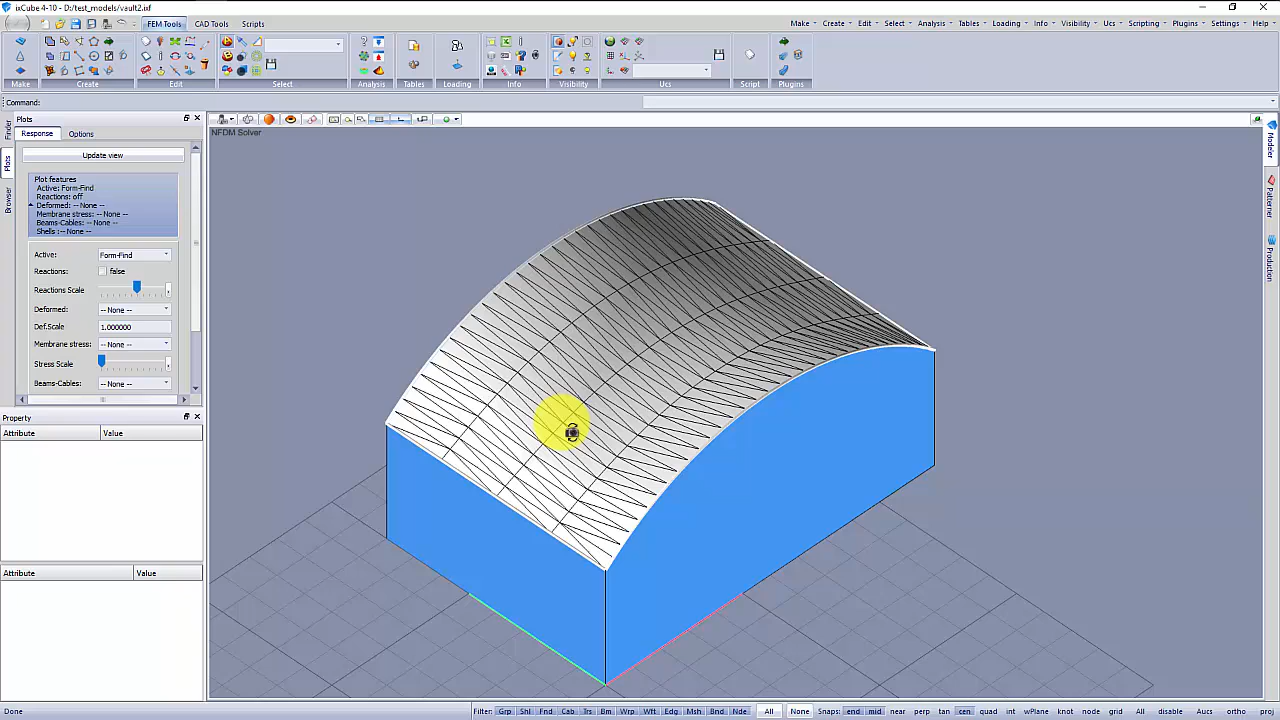 ixCube 4-10 - D:/test_models/vault2.ixf
FEM Tools CAD Tools Scripts
Make Create Edit Select Analysis Tables Loading Info Visibility Ucs Scripting Plugins Settings Help
Make Create Edit Select Analysis Tables Loading Info Visibility Ucs Script Plugins
Command:
Plots
Response Options
Finder
Plots
Browser
Update view
Plot features
Active: Form-Find
Reactions: off
Deformed: -- None --
Membrane stress: -- None --
Beams-Cables: -- None --
Shells :-- None --
Active: Form-Find
Reactions: false
Reactions Scale
Deformed: -- None --
Def.Scale 1.000000
Membrane stress: -- None --
Stress Scale
Beams-Cables: -- None --
Property
Attribute Value
Attribute Value
NFDM Solver
Modeler
Patterner
Production
Done
Filter: Grp Shl Fnd Cab Trs Bm Wrp Wft Edg Msh Bnd Nde All None Snaps: end mid near perp tan cen quad int wPlane knot node grid All disable Aucs ortho proj